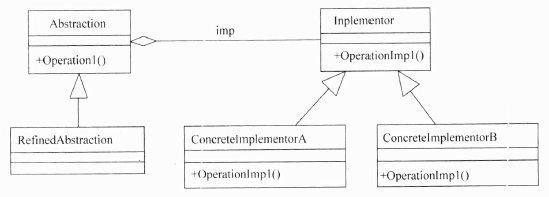 Abstraction
Inplementor
imp
+Operation1()
+OperationImp1()
RefinedAbstraction
ConcreteImplementorA
ConcreteImplementorB
+OperationImp1()
+OperationImp1()